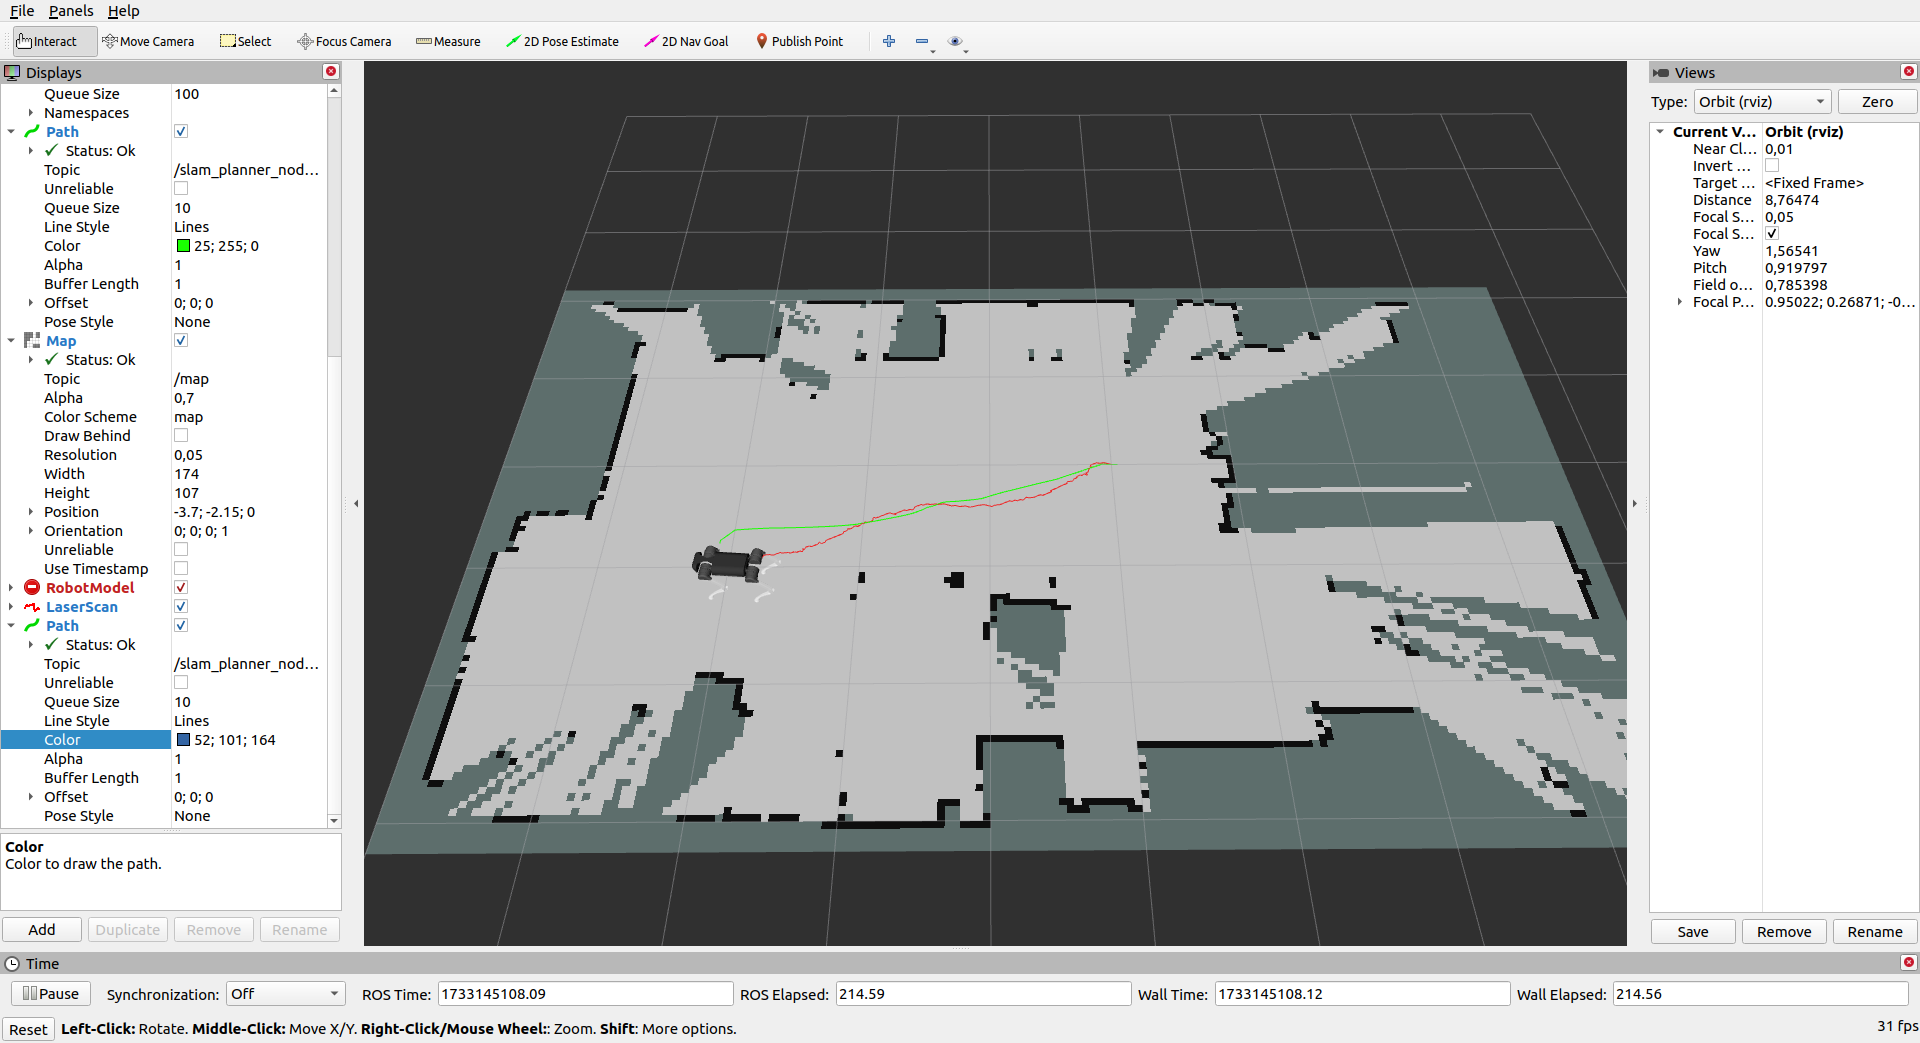 File Panels Help
Interact Move Camera Select Focus Camera Measure 2D Pose Estimate 2D Nav Goal Publish Point
Displays
Queue Size 100
Namespaces
Path
Status: Ok
Topic /slam_planner_nod...
Unreliable
Queue Size 10
Line Style Lines
Color 25; 255; 0
Alpha 1
Buffer Length 1
Offset 0; 0; 0
Pose Style None
Map
Status: Ok
Topic /map
Alpha 0,7
Color Scheme map
Draw Behind
Resolution 0,05
Width 174
Height 107
Position -3.7; -2.15; 0
Orientation 0; 0; 0; 1
Unreliable
Use Timestamp
RobotModel
LaserScan
Path
Status: Ok
Topic /slam_planner_nod...
Unreliable
Queue Size 10
Line Style Lines
Color 52; 101; 164
Alpha 1
Buffer Length 1
Offset 0; 0; 0
Pose Style None
Color
Color to draw the path.
Add Duplicate Remove Rename
Views
Type: Orbit (rviz) Zero
Current V... Orbit (rviz)
Near Cl... 0,01
Invert ...
Target ... <Fixed Frame>
Distance 8,76474
Focal S... 0,05
Focal S...
Yaw 1,56541
Pitch 0,919797
Field o... 0,785398
Focal P... 0.95022; 0.26871; -0...
Save Remove Rename
Time
Pause Synchronization: Off ROS Time: 1733145108.09 ROS Elapsed: 214.59 Wall Time: 1733145108.12 Wall Elapsed: 214.56
Reset Left-Click: Rotate. Middle-Click: Move X/Y. Right-Click/Mouse Wheel:: Zoom. Shift: More options. 31 fps